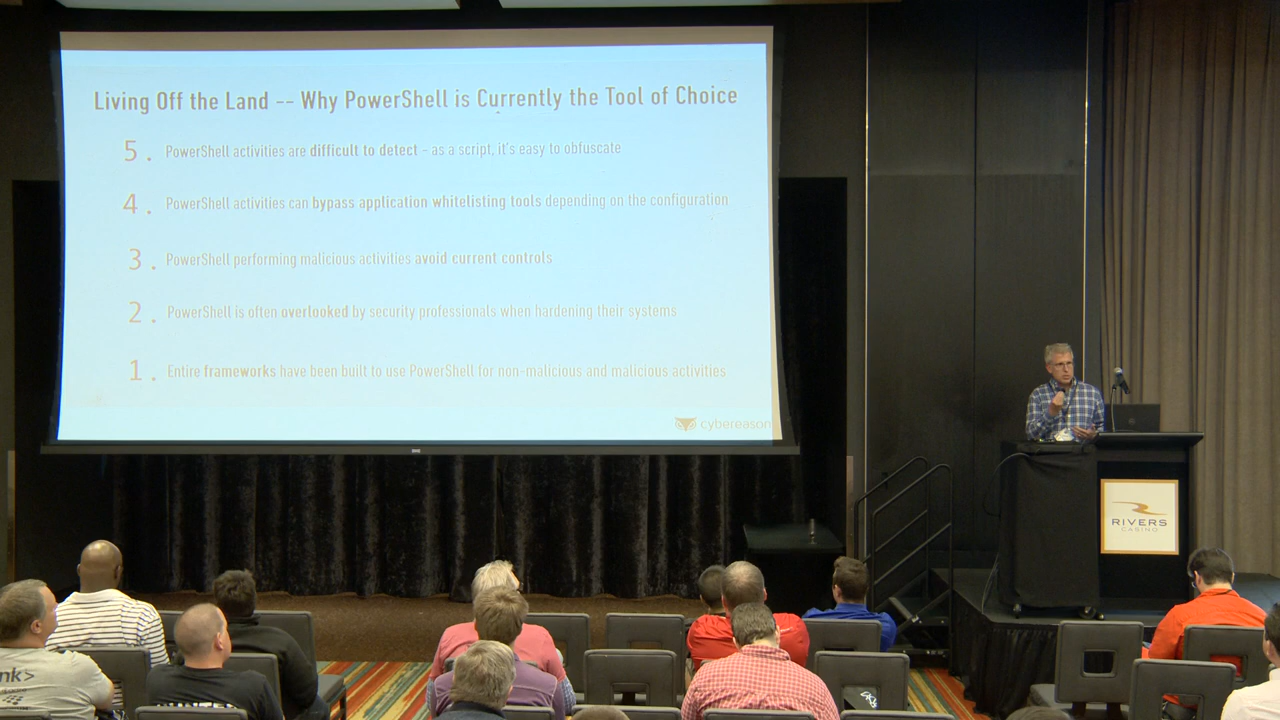 Living Off the Land -- Why PowerShell is Currently the Tool of Choice
5. PowerShell activities are difficult to detect – as a script, it's easy to obfuscate
4. PowerShell activities can bypass application whitelisting tools depending on the configuration
3. PowerShell performing malicious activities avoid current controls
2. PowerShell is often overlooked by security professionals when hardening their systems
1. Entire frameworks have been built to use PowerShell for non-malicious and malicious activities
cybereason
RIVERS
CASINO
nk>